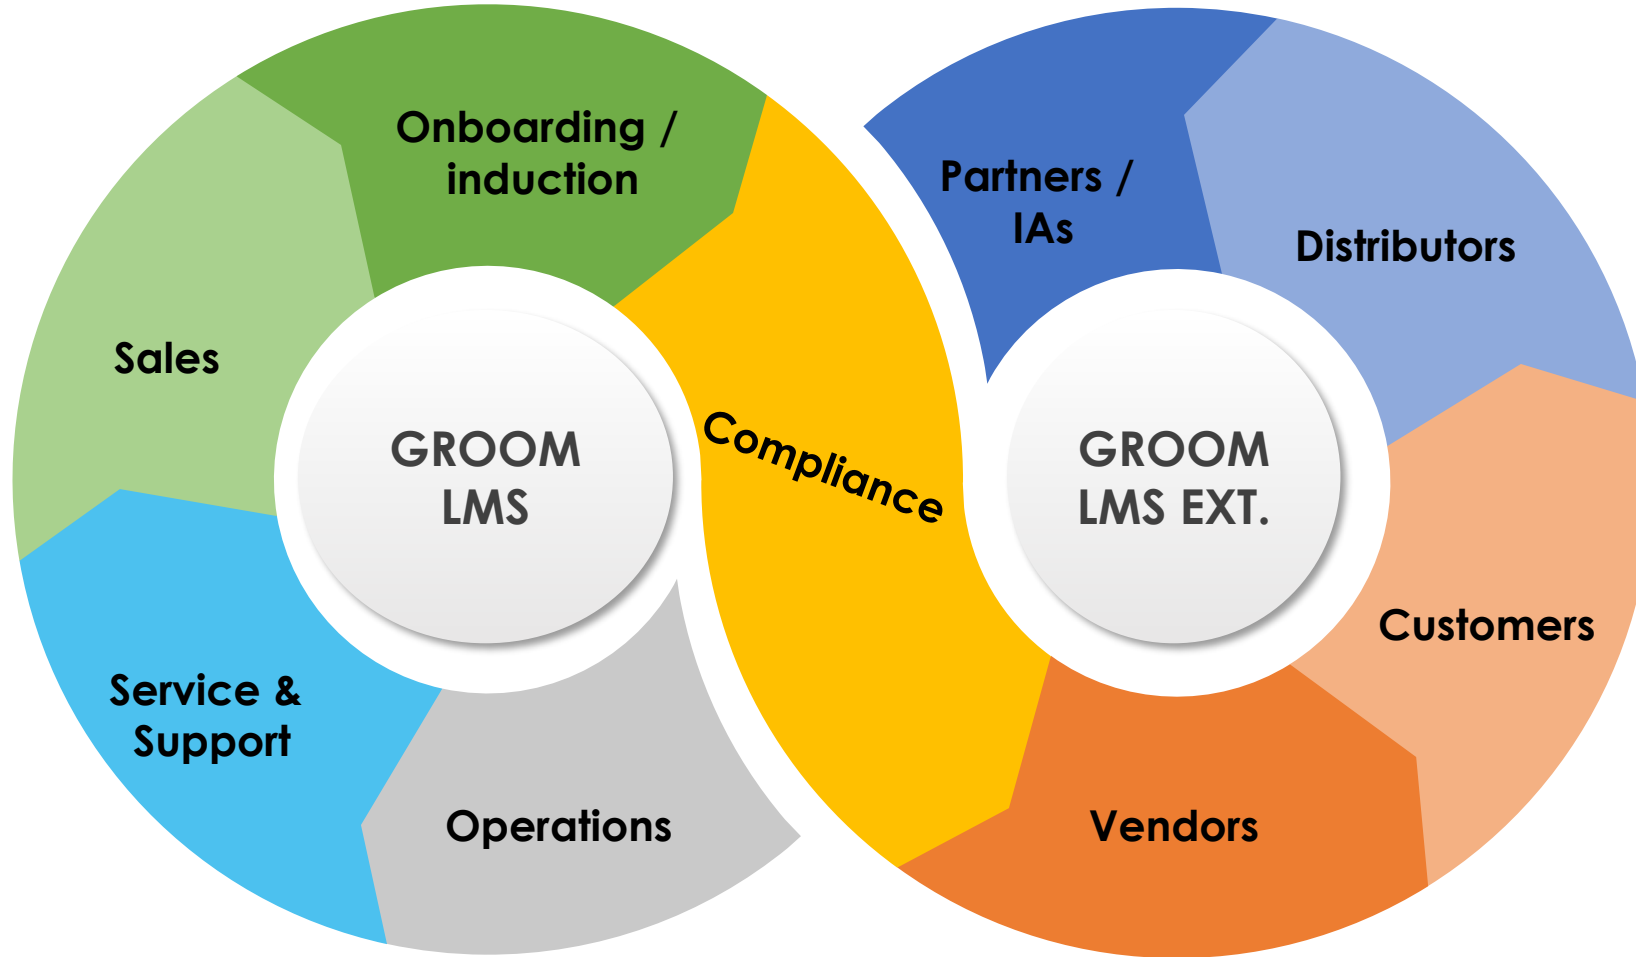 Onboarding /
induction
Sales
GROOM
LMS
Service &
Support
Operations
Compliance
Partners /
IAs
Distributors
GROOM
LMS EXT.
Customers
Vendors